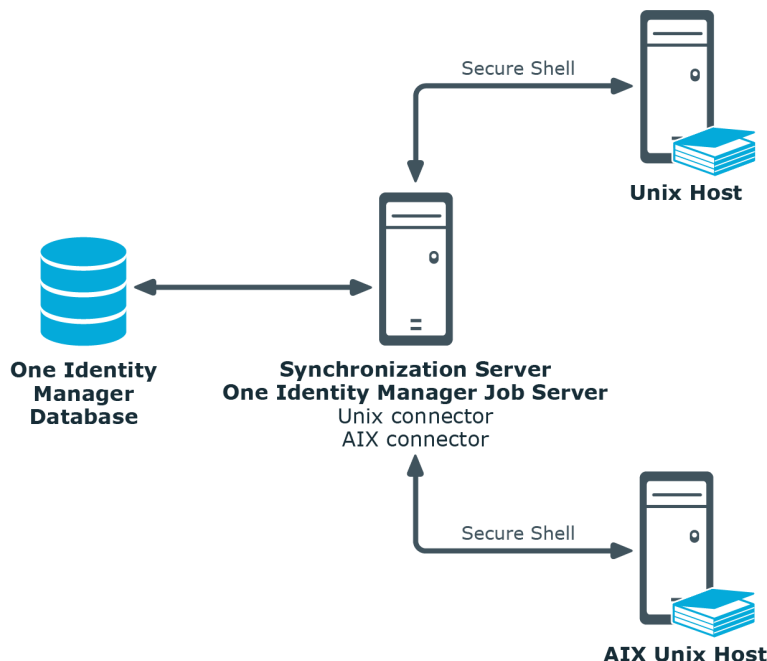 Secure Shell
Unix Host
One Identity
Manager
Database
Synchronization Server
One Identity Manager Job Server
Unix connector
AIX connector
Secure Shell
AIX Unix Host